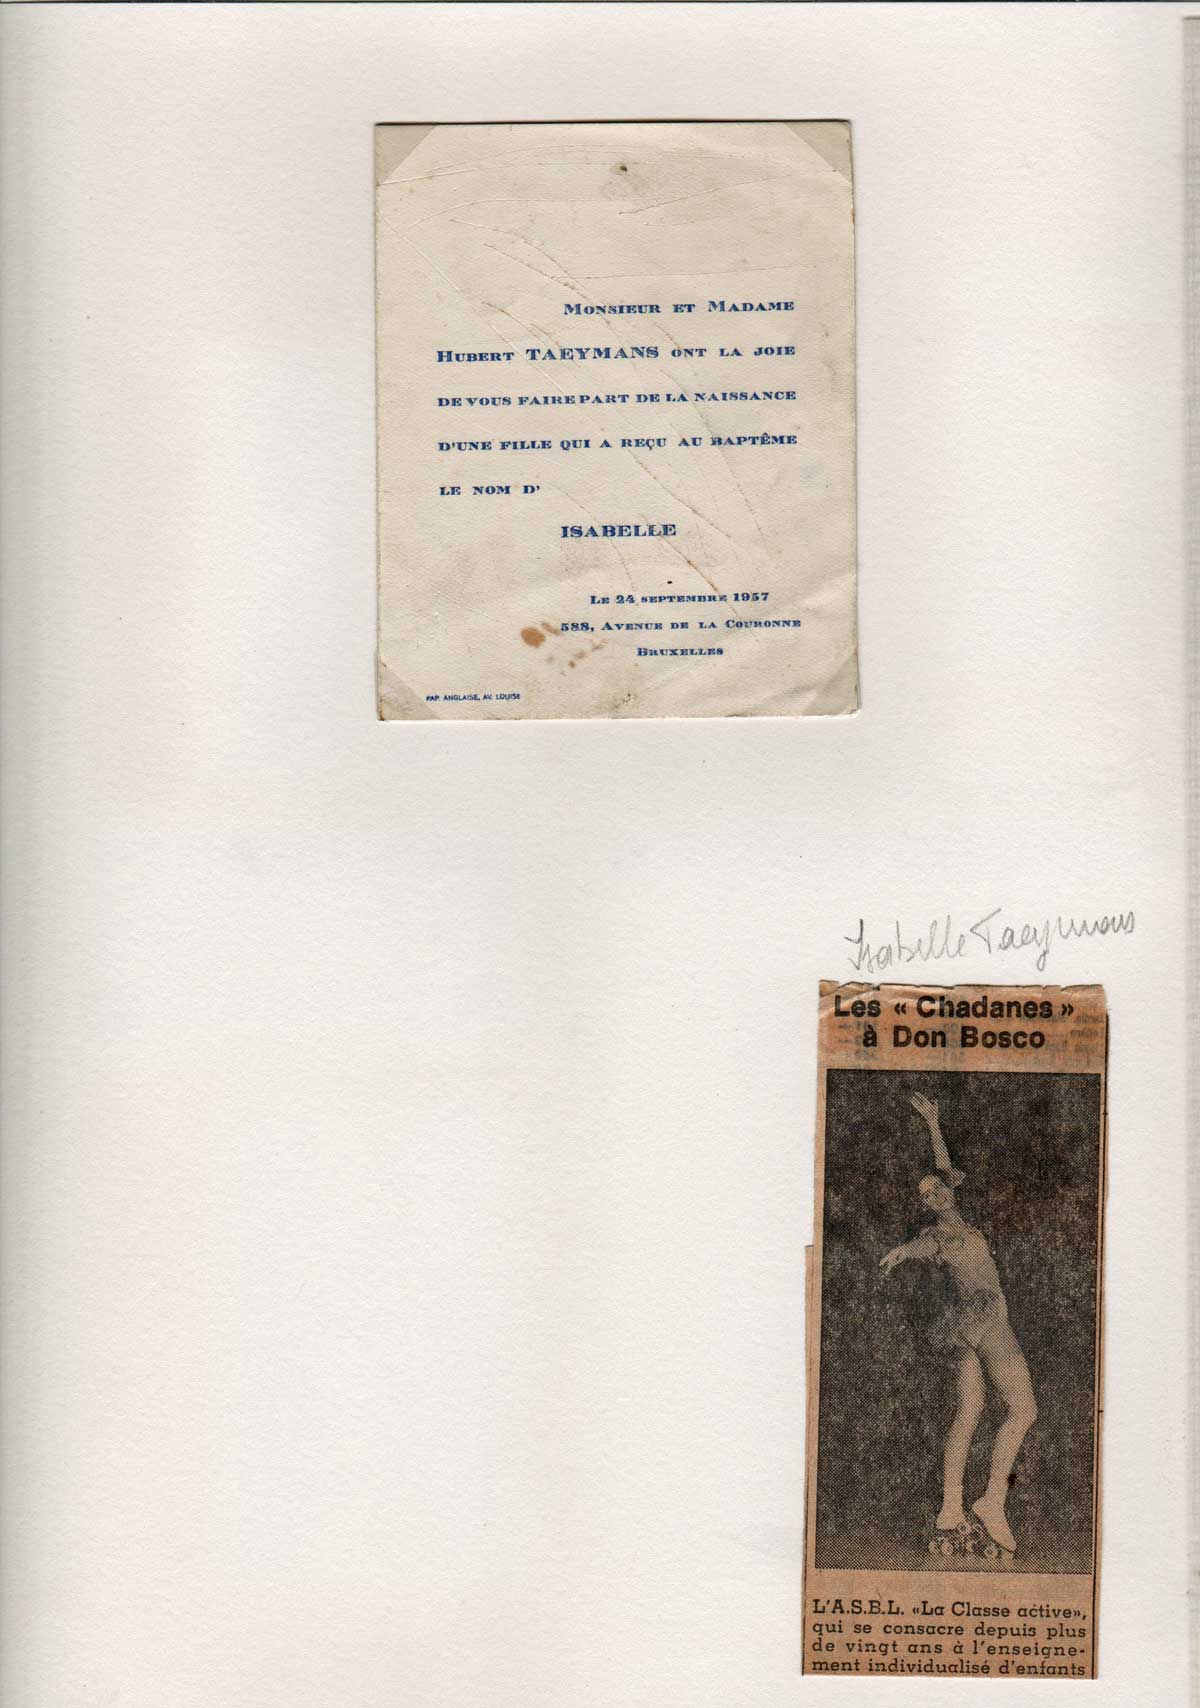 Monsieur et Madame
Hubert TAEYMANS ont la joie
de vous faire part de la naissance
d'une fille qui a reçu au baptême
le nom d'
ISABELLE
Le 24 septembre 1957
588, Avenue de la Couronne
Bruxelles
PAP. ANGLAISE, AV. LOUISE
Isabelle Taeymans
Les « Chadanes »
à Don Bosco
L'A.S.B.L. «La Classe active»,
qui se consacre depuis plus
de vingt ans à l'enseigne-
ment individualisé d'enfants